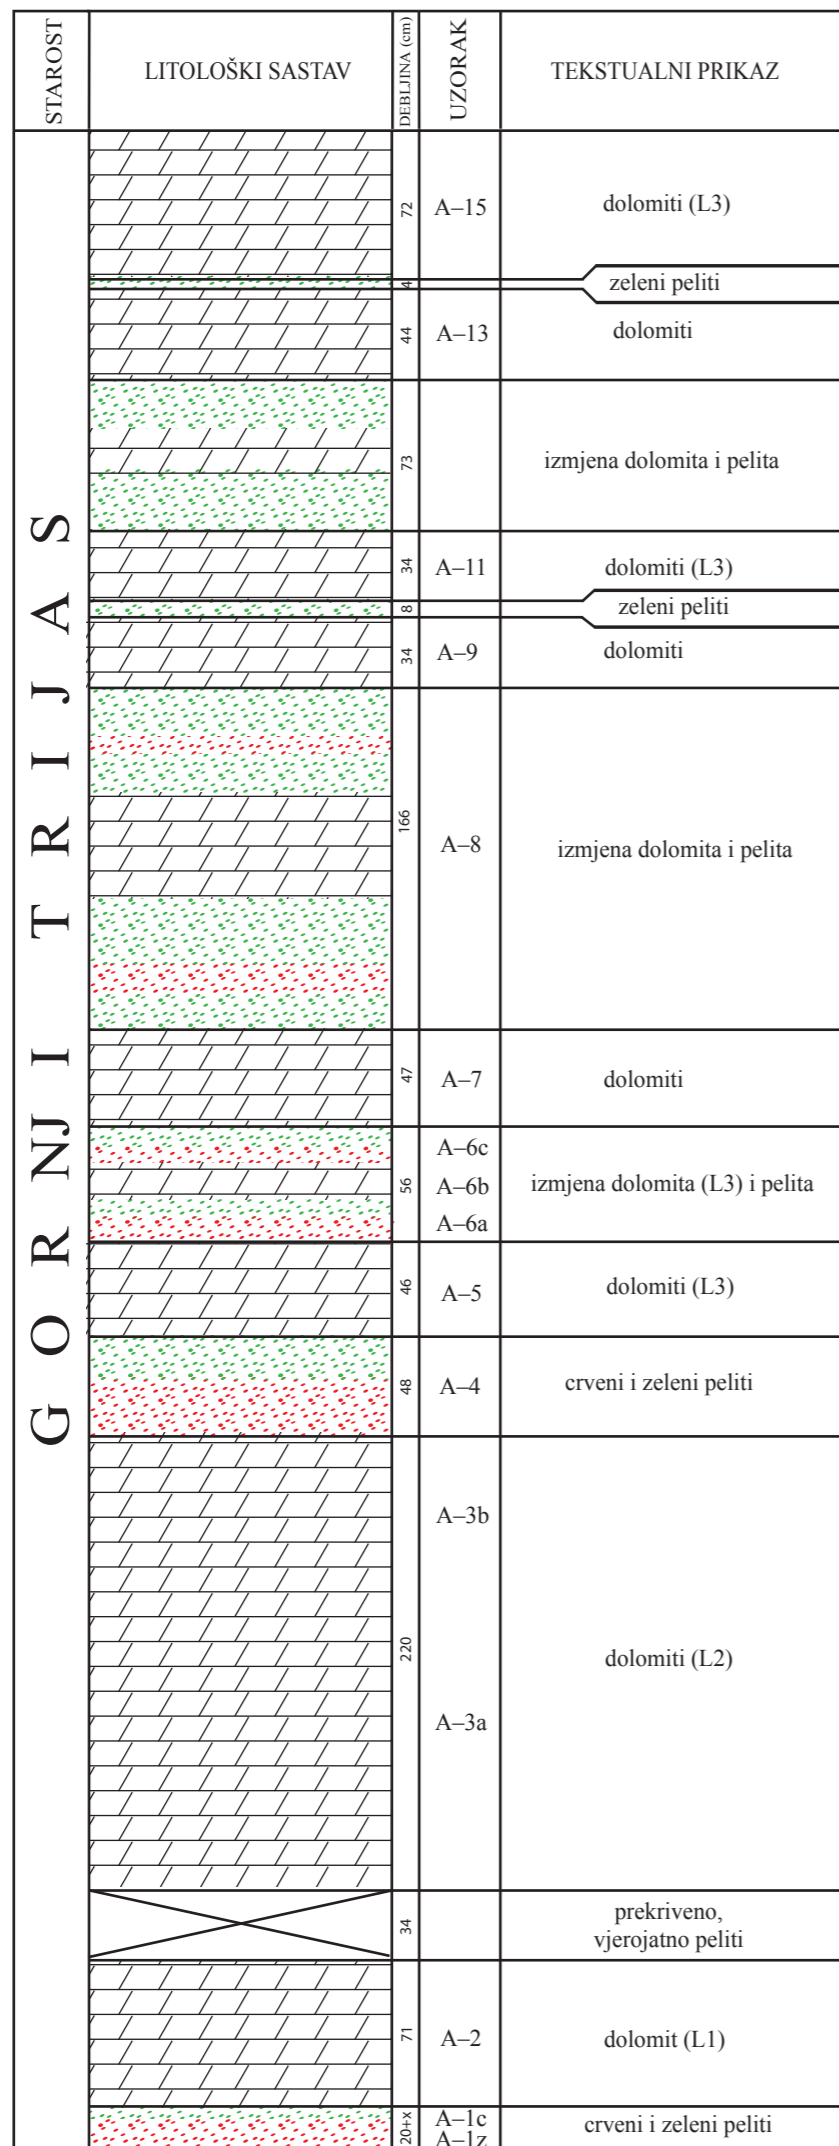 STAROST
LITOLOŠKI SASTAV
DEBLJINA (cm)
UZORAK
TEKSTUALNI PRIKAZ
GORNJI TRIJAS
72
A–15
dolomiti (L3)
4
zeleni peliti
44
A–13
dolomiti
73
izmjena dolomita i pelita
34
A–11
dolomiti (L3)
8
zeleni peliti
34
A–9
dolomiti
166
A–8
izmjena dolomita i pelita
47
A–7
dolomiti
56
A–6c
A–6b
A–6a
izmjena dolomita (L3) i pelita
46
A–5
dolomiti (L3)
48
A–4
crveni i zeleni peliti
220
A–3b
A–3a
dolomiti (L2)
34
prekriveno,
vjerojatno peliti
71
A–2
dolomit (L1)
20+x
A–1c
A–1z
crveni i zeleni peliti